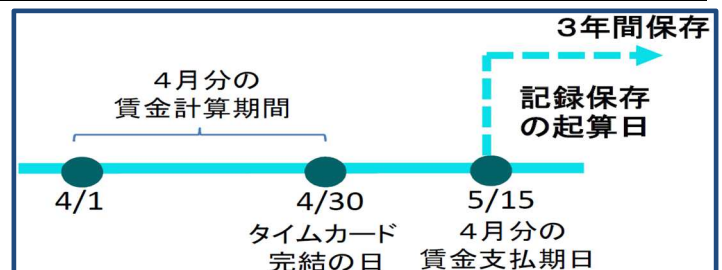 ３年間保存
４月分の
賃金計算期間
記録保存
の起算日
4/1
4/30
5/15
タイムカード
完結の日
４月分の
賃金支払期日